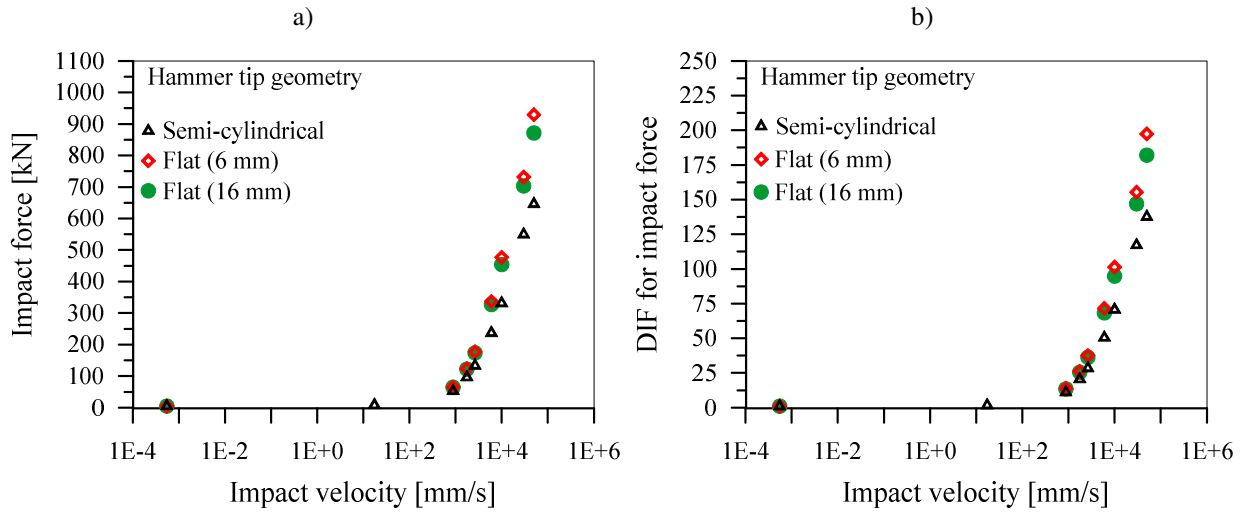 a)
Impact force [kN]
1100
1000
900
800
700
600
500
400
300
200
100
0
Hammer tip geometry
Semi-cylindrical
Flat (6 mm)
Flat (16 mm)
1E-4 1E-2 1E+0 1E+2 1E+4 1E+6
Impact velocity [mm/s]
b)
DIF for impact force
250
225
200
175
150
125
100
75
50
25
0
Hammer tip geometry
Semi-cylindrical
Flat (6 mm)
Flat (16 mm)
1E-4 1E-2 1E+0 1E+2 1E+4 1E+6
Impact velocity [mm/s]